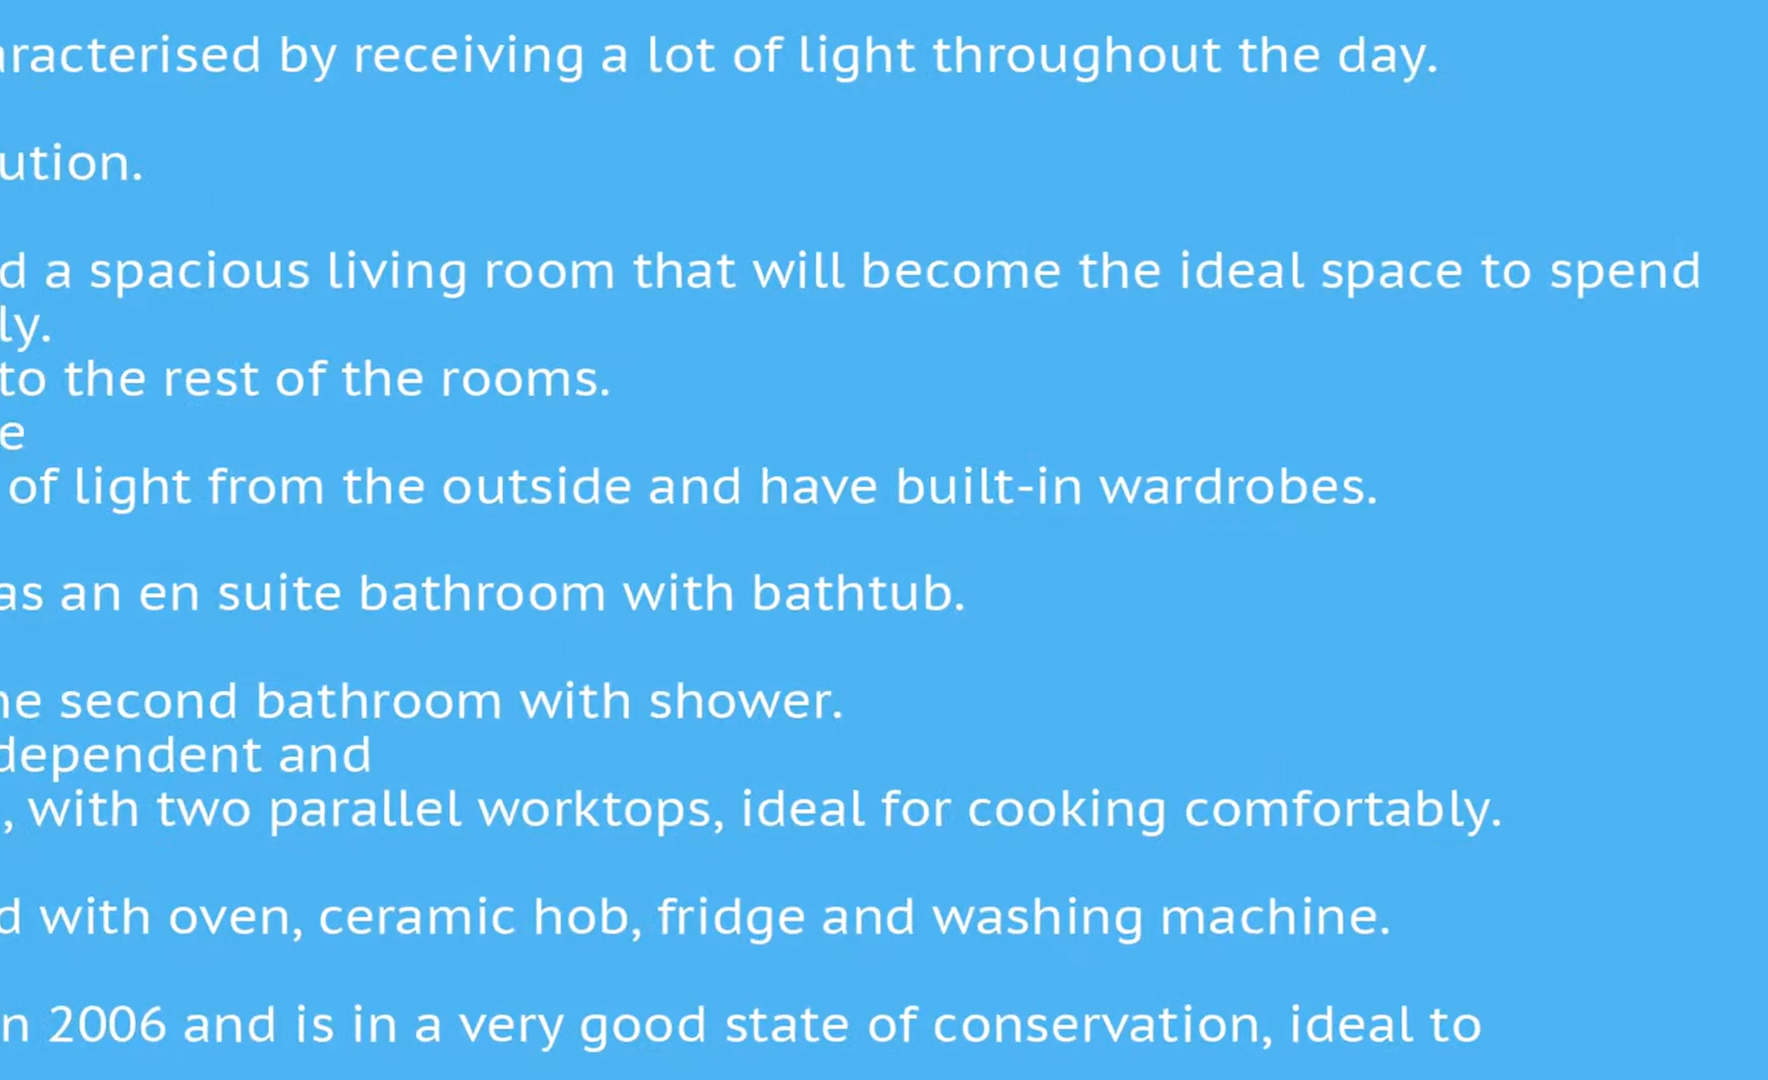 aracterised by receiving a lot of light throughout the day.
ution.
d a spacious living room that will become the ideal space to spend
ly.
to the rest of the rooms.
e
of light from the outside and have built-in wardrobes.
as an en suite bathroom with bathtub.
he second bathroom with shower.
dependent and
, with two parallel worktops, ideal for cooking comfortably.
d with oven, ceramic hob, fridge and washing machine.
n 2006 and is in a very good state of conservation, ideal to